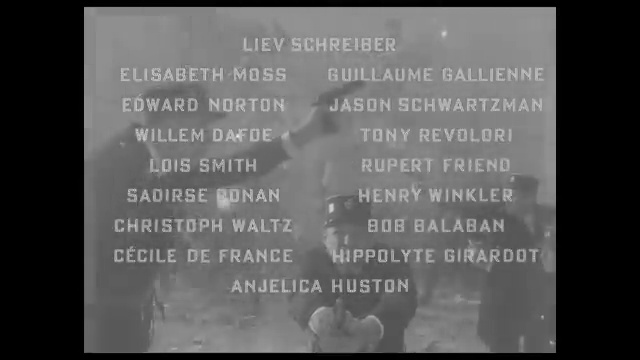 LIEV SCHREIBER
ELISABETH MOSS GUILLAUME GALLIENNE
EDWARD NORTON JASON SCHWARTZMAN
WILLEM DAFOE TONY REVOLORI
LOIS SMITH RUPERT FRIEND
SAOIRSE RONAN HENRY WINKLER
CHRISTOPH WALTZ BOB BALABAN
CÉCILE DE FRANCE HIPPOLYTE GIRARDOT
ANJELICA HUSTON